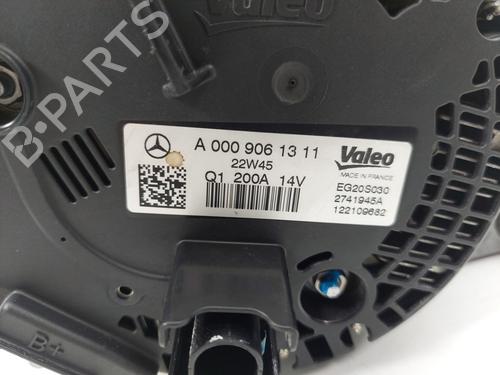 Valeo
A 000 906 13 11
22W45
Q1 200A 14V
Valeo
MADE IN FRANCE
EG20S030
2741945A
122109682
B+
B-PARTS